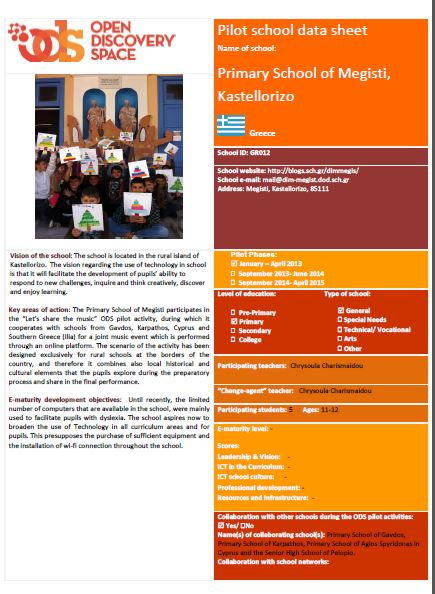 OPEN
DISCOVERY
SPACE
ods
Vision of the school: The school is located in the rural island of
Kastellorizo. The vision regarding the use of technology in school
is that it will facilitate the development of pupils' ability to
respond to new challenges, inquire and think creatively, discover
and enjoy learning.
Key areas of action: The Primary School of Megisti participates in
the "Let's share the music" ODS pilot activity, during which it
cooperates with schools from Gavdos, Karpathos, Cyprus and
Southern Greece (Ilia) for a joint music event which is performed
through an online platform. The scenario of the activity has been
designed exclusively for rural schools at the borders of the
country, and therefore it combines also local historical and
cultural elements that the pupils explore during the preparatory
process and share in the final performance.
E-maturity development objectives: Until recently, the limited
number of computers that are available in the school, were mainly
used to facilitate pupils with dyslexia. The school aspires now to
broaden the use of Technology in all curriculum areas and for
pupils. This presupposes the purchase of sufficient equipment and
the installation of wi-fi connection throughout the school.
Pilot school data sheet
Name of school:
Primary School of Megisti,
Kastellorizo
Greece
School ID: GR012
School website: http://blogs.sch.gr/dimmegis/
School e-mail: mail@dim-megist.dod.sch.gr
Address: Megisti, Kastellorizo, 85111
Pilot Phases:
☑ January – April 2013
☐ September 2013- June 2014
☐ September 2014- April 2015
Level of education:
☐ Pre-Primary
☑ Primary
☐ Secondary
☐ College
Type of school:
☑ General
☐ Special Needs
☐ Technical/ Vocational
☐ Arts
☐ Other
Participating teachers: Chrysoula Charismaidou
"Change-agent" teacher: Chrysoula Charismaidou
Participating students: 5 Ages: 11-12
E-maturity level: -
Scores:
Leadership & Vision: -
ICT in the Curriculum: -
ICT school culture: -
Professional development: -
Resources and Infrastructure: -
Collaboration with other schools during the ODS pilot activities:
☑ Yes/ ☐No
Name(s) of collaborating school(s): Primary School of Gavdos,
Primary School of Karpathos, Primary School of Agios Spyridonas in
Cyprus and the Senior High School of Pelopio.
Collaboration with school networks: